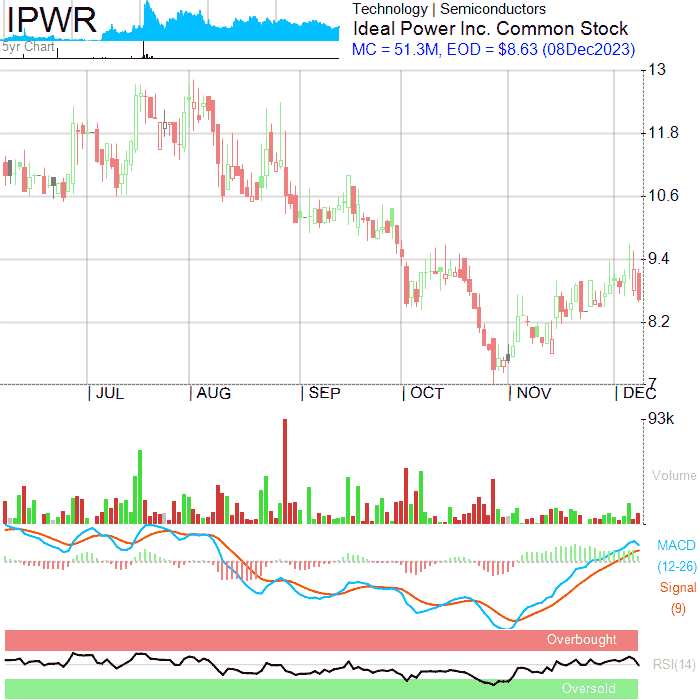 IPWR
5yr Chart
Technology | Semiconductors
Ideal Power Inc. Common Stock
MC = 51.3M, EOD = $8.63 (08Dec2023)
13
11.8
10.6
9.4
8.2
7
| JUL | AUG | SEP | OCT | NOV | DEC
93k
Volume
MACD
(12-26)
Signal
(9)
Overbought
RSI(14)
Oversold